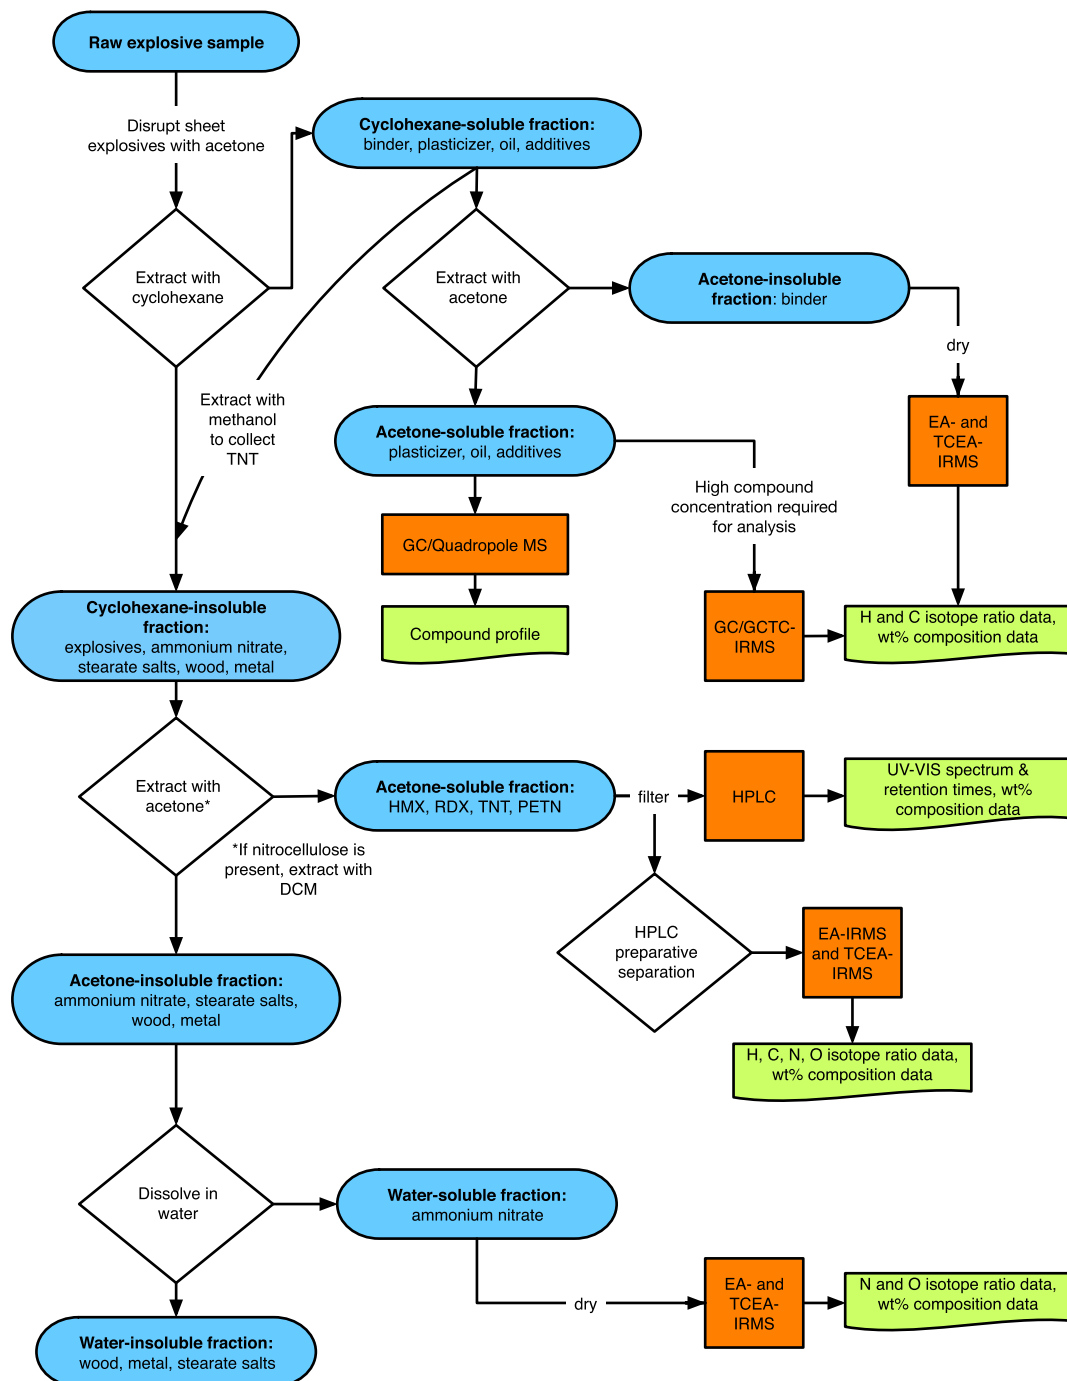 Raw explosive sample
Disrupt sheet
explosives with acetone
Cyclohexane-soluble fraction:
binder, plasticizer, oil, additives
Extract with
cyclohexane
Extract with
acetone
Acetone-insoluble
fraction: binder
dry
Extract with
methanol
to collect
TNT
Acetone-soluble fraction:
plasticizer, oil, additives
EA- and
TCEA-
IRMS
High compound
concentration required
for analysis
GC/Quadropole MS
Cyclohexane-insoluble
fraction:
explosives, ammonium nitrate,
stearate salts, wood, metal
Compound profile
GC/GCTC-
IRMS
H and C isotope ratio data,
wt% composition data
Extract with
acetone*
Acetone-soluble fraction:
HMX, RDX, TNT, PETN
filter
HPLC
UV-VIS spectrum &
retention times, wt%
composition data
*If nitrocellulose is
present, extract with
DCM
HPLC
preparative
separation
EA-IRMS
and TCEA-
IRMS
Acetone-insoluble fraction:
ammonium nitrate, stearate salts,
wood, metal
H, C, N, O isotope ratio data,
wt% composition data
Dissolve in
water
Water-soluble fraction:
ammonium nitrate
dry
EA- and
TCEA-
IRMS
N and O isotope ratio data,
wt% composition data
Water-insoluble fraction:
wood, metal, stearate salts